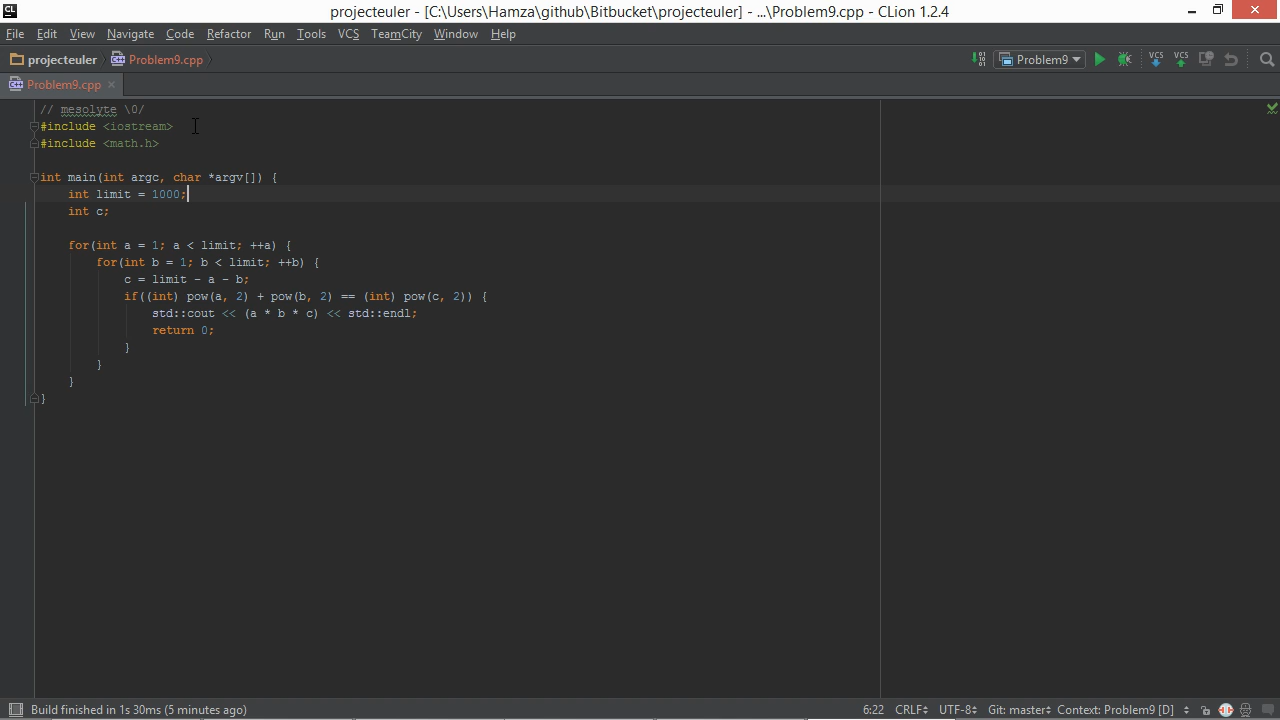 CL
projecteuler - [C:\Users\Hamza\github\Bitbucket\projecteuler] - ...\Problem9.cpp - CLion 1.2.4
File Edit View Navigate Code Refactor Run Tools VCS TeamCity Window Help
projecteuler Problem9.cpp Problem9 VCS VCS
Problem9.cpp
// mesolyte \0/
#include <iostream>
#include <math.h>
int main(int argc, char *argv[]) {
int limit = 1000;
int c;
for(int a = 1; a < limit; ++a) {
for(int b = 1; b < limit; ++b) {
c = limit - a - b;
if((int) pow(a, 2) + pow(b, 2) == (int) pow(c, 2)) {
std::cout << (a * b * c) << std::endl;
return 0;
}
}
}
}
Build finished in 1s 30ms (5 minutes ago) 6:22 CRLF UTF-8 Git: master Context: Problem9 [D]